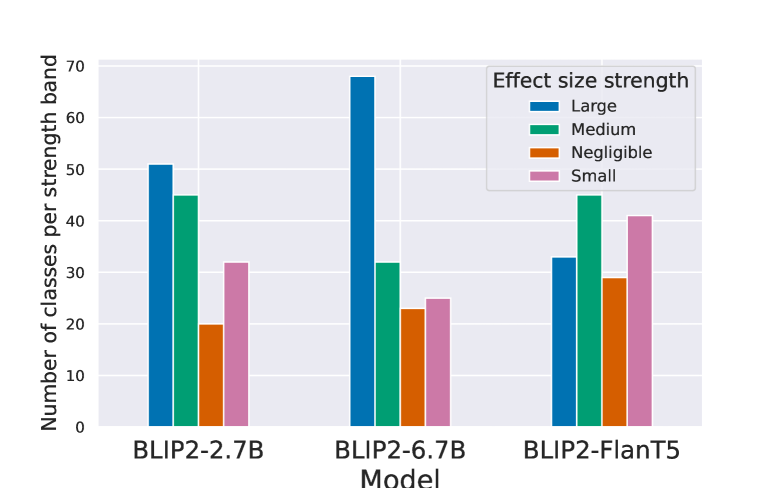 Number of classes per strength band
70
60
50
40
30
20
10
0
Effect size strength
Large
Medium
Negligible
Small
BLIP2-2.7B BLIP2-6.7B BLIP2-FlanT5
Model